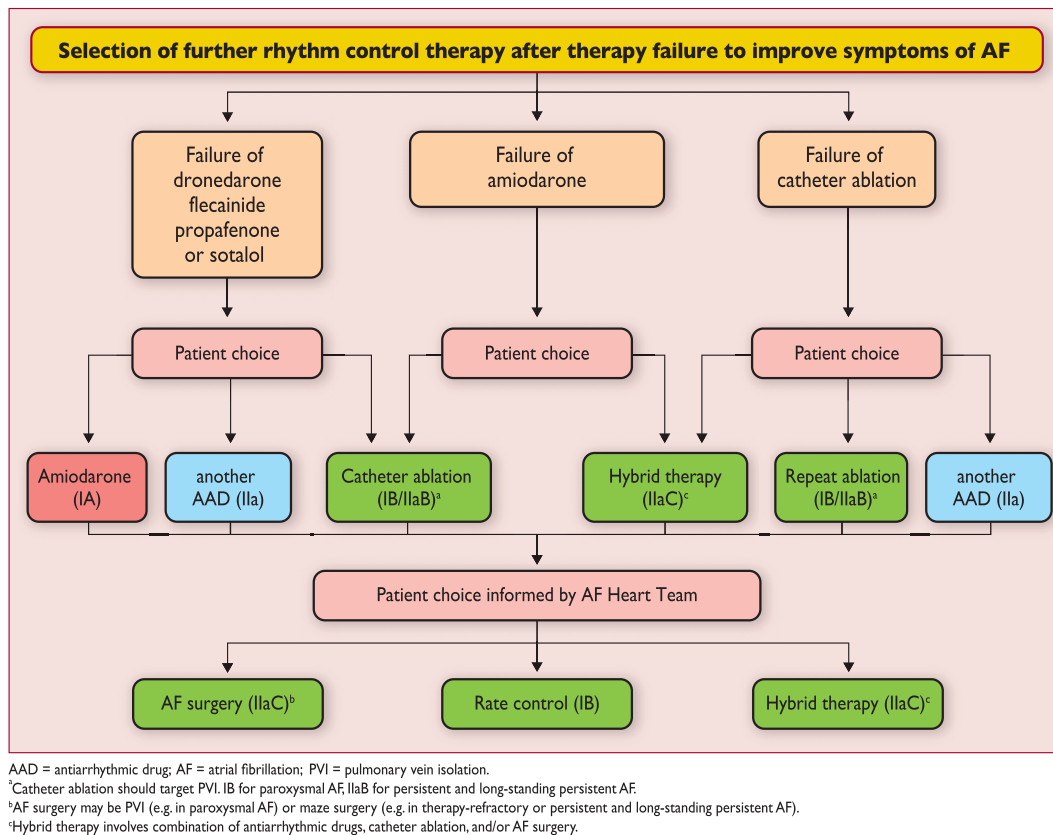 Selection of further rhythm control therapy after therapy failure to improve symptoms of AF
Failure of
dronedarone
flecainide
propafenone
or sotalol
Failure of
amiodarone
Failure of
catheter ablation
Patient choice
Patient choice
Patient choice
Amiodarone
(IA)
another
AAD (IIa)
Catheter ablation
(IB/IIaB)ᵃ
Hybrid therapy
(IIaC)ᶜ
Repeat ablation
(IB/IIaB)ᵃ
another
AAD (IIa)
Patient choice informed by AF Heart Team
AF surgery (IIaC)ᵇ
Rate control (IB)
Hybrid therapy (IIaC)ᶜ
AAD = antiarrhythmic drug; AF = atrial fibrillation; PVI = pulmonary vein isolation.
ᵃCatheter ablation should target PVI. IB for paroxysmal AF, IIaB for persistent and long-standing persistent AF.
ᵇAF surgery may be PVI (e.g. in paroxysmal AF) or maze surgery (e.g. in therapy-refractory or persistent and long-standing persistent AF).
ᶜHybrid therapy involves combination of antiarrhythmic drugs, catheter ablation, and/or AF surgery.